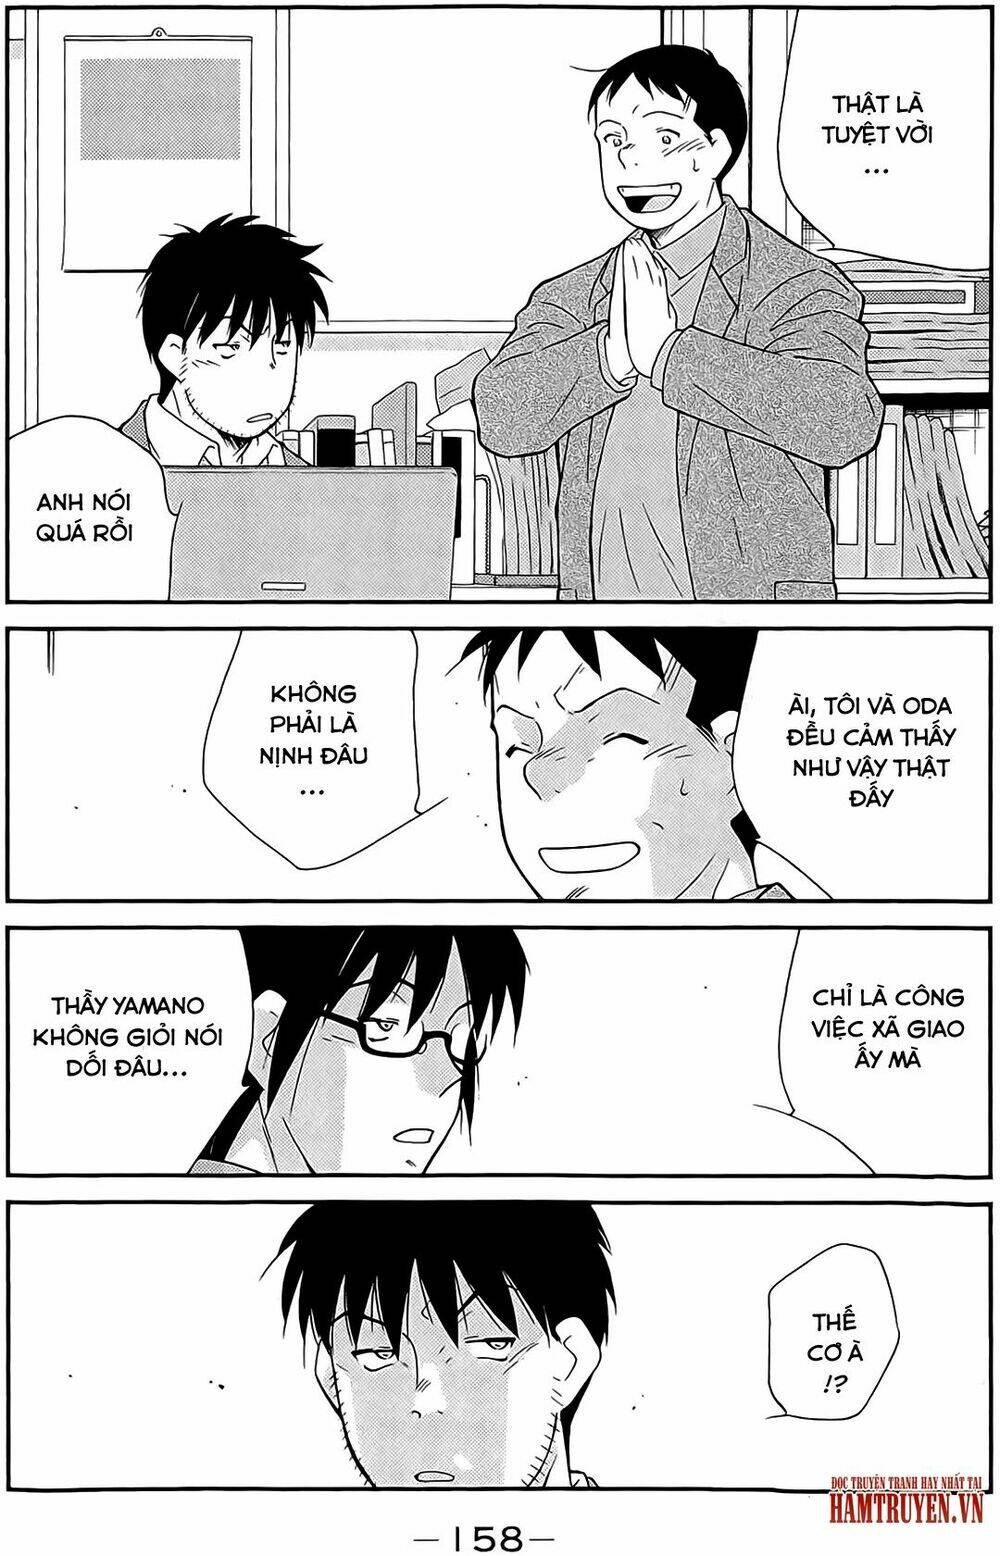 THẬT LÀ
TUYỆT VỜI
...
ANH NÓI
QUÁ RỒI
ÀI, TÔI VÀ ODA
ĐỀU CẢM THẤY
NHƯ VẬY THẬT
ĐẤY
KHÔNG
PHẢI LÀ
NỊNH ĐÂU
...
CHỈ LÀ CÔNG
VIỆC XÃ GIAO
ẤY MÀ
THẦY YAMANO
KHÔNG GIỎI NÓI
DỐI ĐÂU...
THẾ
CƠ À
!?
ĐỌC TRUYỆN TRANH HAY NHẤT TẠI
HAMTRUYEN.VN
—158—